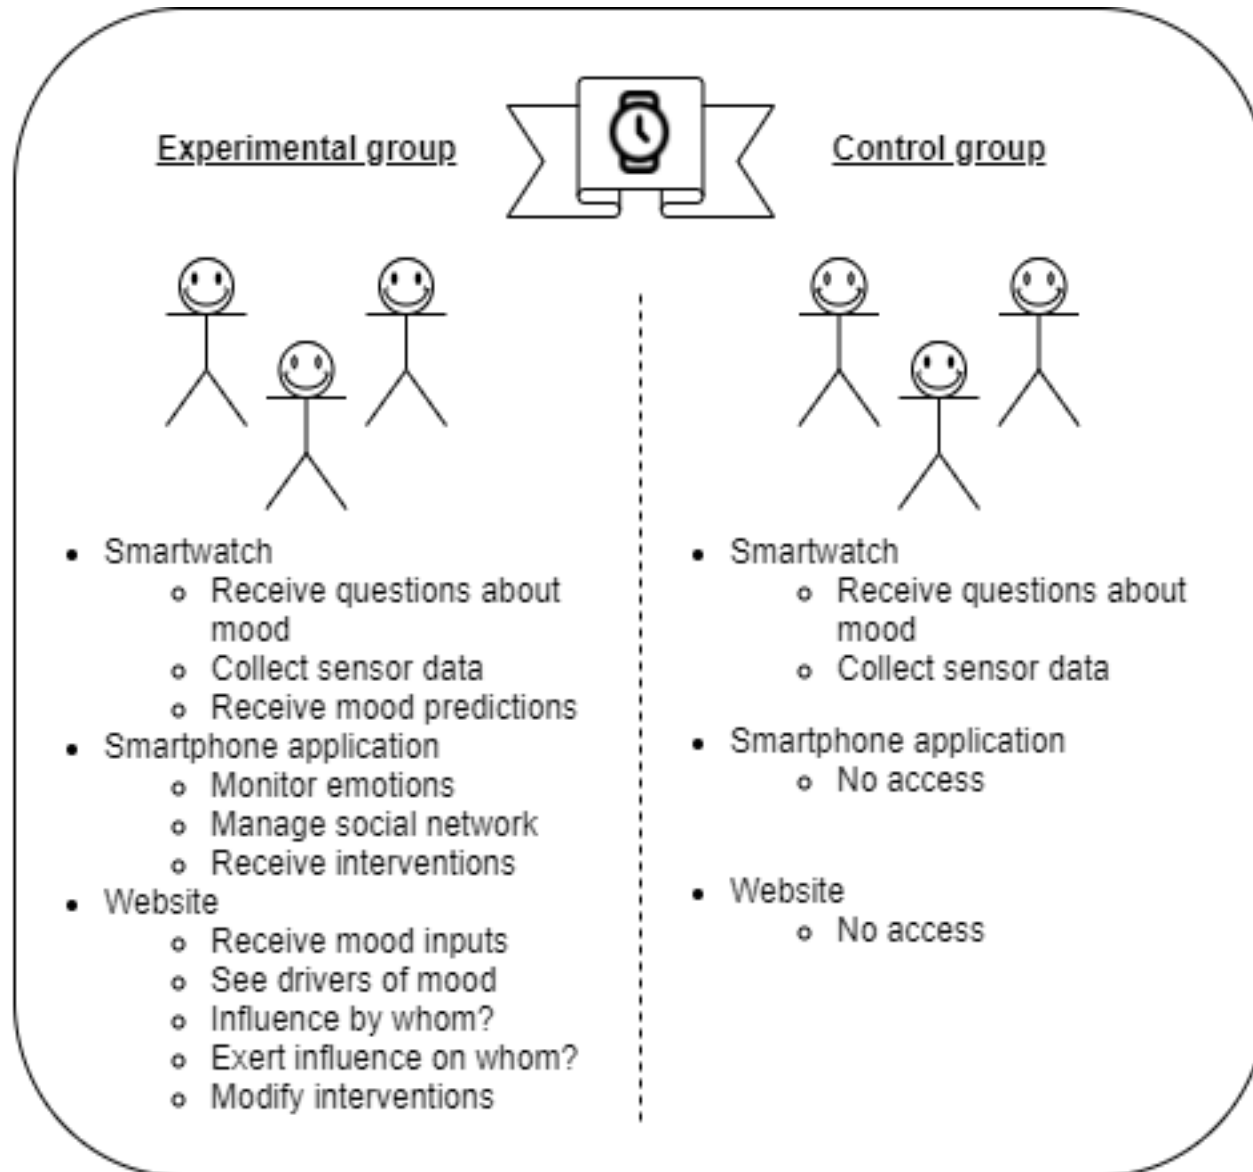 Experimental group
Control group
• Smartwatch
o Receive questions about
mood
o Collect sensor data
o Receive mood predictions
• Smartphone application
o Monitor emotions
o Manage social network
o Receive interventions
• Website
o Receive mood inputs
o See drivers of mood
o Influence by whom?
o Exert influence on whom?
o Modify interventions
• Smartwatch
o Receive questions about
mood
o Collect sensor data
• Smartphone application
o No access
• Website
o No access